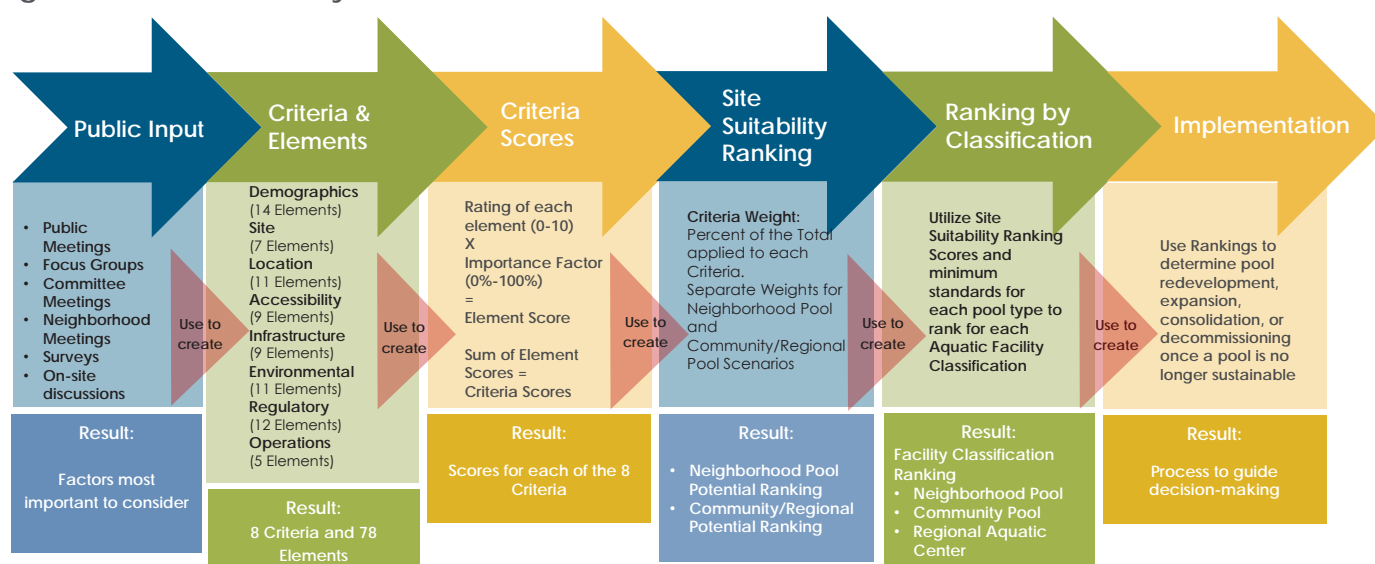 Public Input
Criteria &
Elements
Criteria
Scores
Site
Suitability
Ranking
Ranking by
Classification
Implementation
• Public
Meetings
• Focus Groups
• Committee
Meetings
• Neighborhood
Meetings
• Surveys
• On-site
discussions
Use to
create
Demographics
(14 Elements)
Site
(7 Elements)
Location
(11 Elements)
Accessibility
(9 Elements)
Infrastructure
(9 Elements)
Environmental
(11 Elements)
Regulatory
(12 Elements)
Operations
(5 Elements)
Use to
create
Rating of each
element (0-10)
X
Importance Factor
(0%-100%)
=
Element Score
Sum of Element
Scores =
Criteria Scores
Use to
create
Criteria Weight:
Percent of the Total
applied to each
Criteria.
Separate Weights for
Neighborhood Pool
and
Community/Regional
Pool Scenarios
Use to
create
Utilize Site
Suitability Ranking
Scores and
minimum
standards for
each pool type to
rank for each
Aquatic Facility
Classification
Use to
create
Use Rankings to
determine pool
redevelopment,
expansion,
consolidation, or
decommissioning
once a pool is no
longer sustainable
Result:
Factors most
important to consider
Result:
8 Criteria and 78
Elements
Result:
Scores for each of the 8
Criteria
Result:
• Neighborhood Pool
Potential Ranking
• Community/Regional
Potential Ranking
Result:
Facility Classification
Ranking
• Neighborhood Pool
• Community Pool
• Regional Aquatic
Center
Result:
Process to guide
decision-making